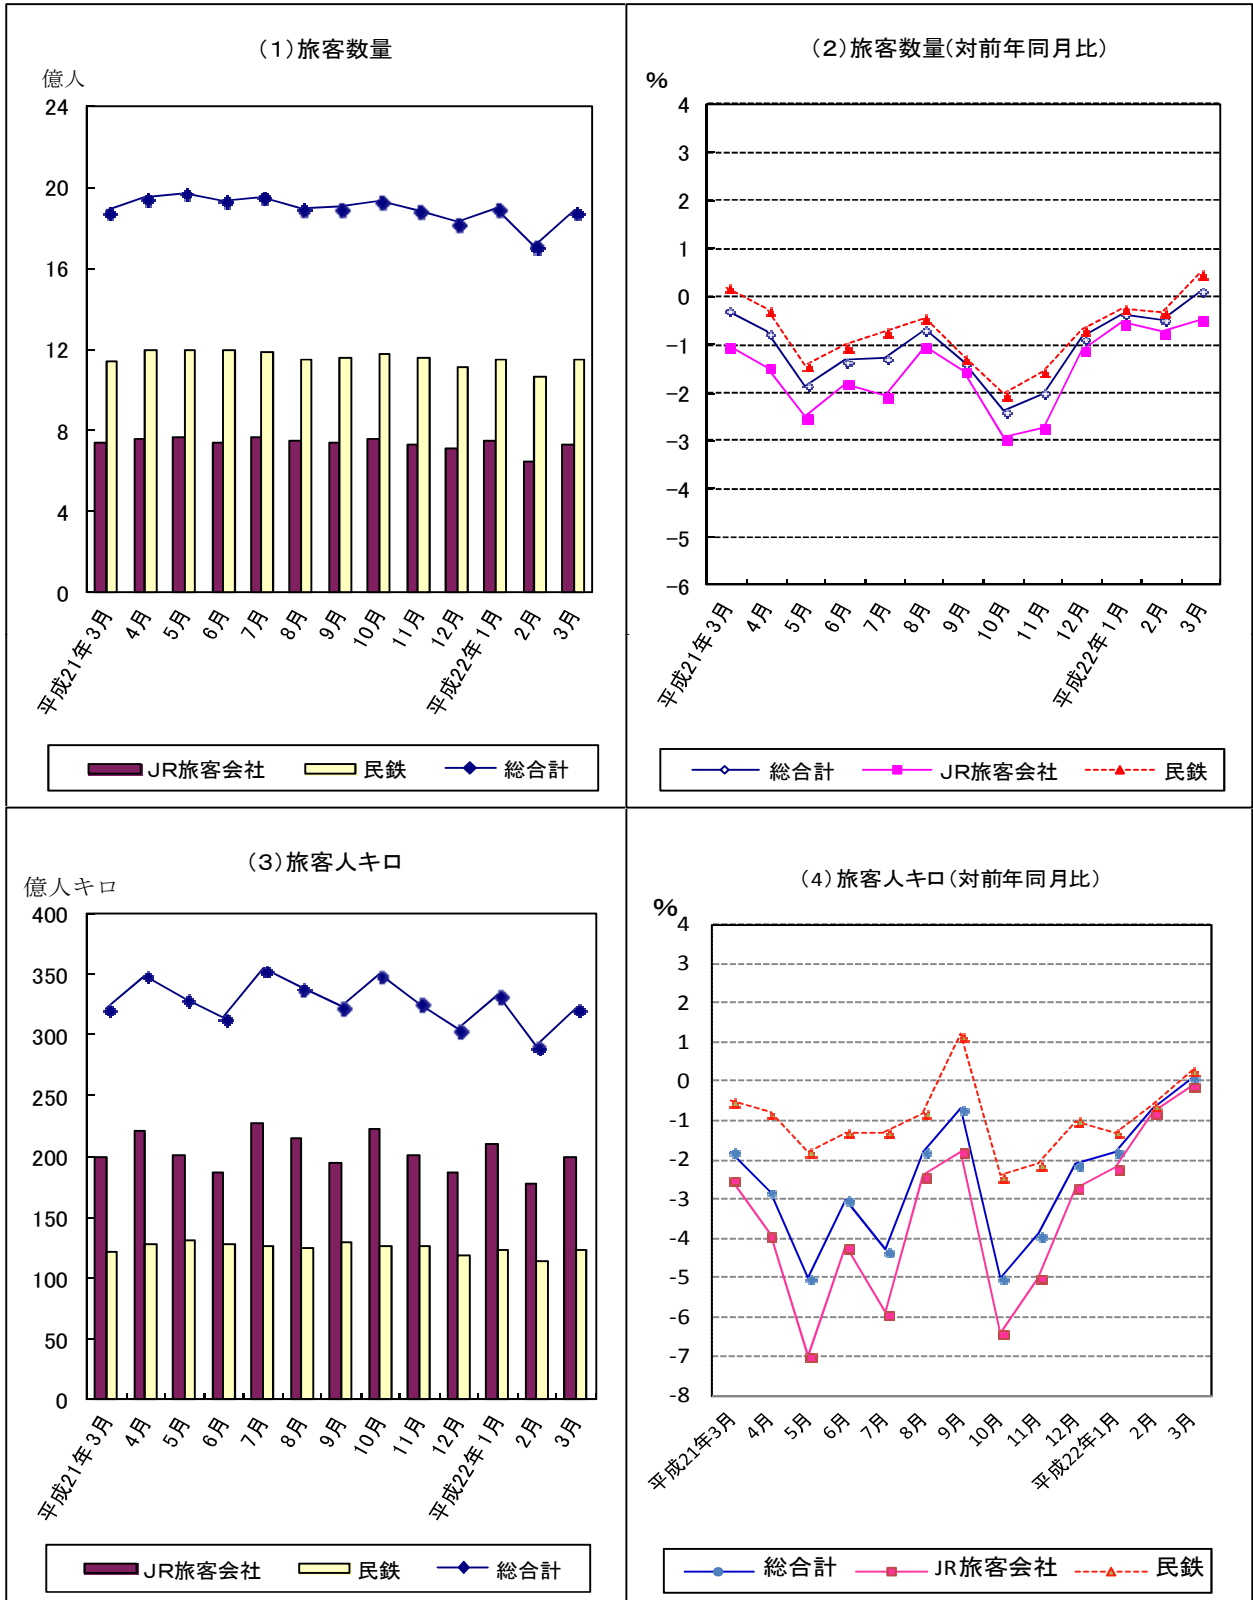 (1)旅客数量
億人
24
20
16
12
8
4
0
平成21年 3月
4月
5月
6月
7月
8月
9月
10月
11月
12月
平成22年 1月
2月
3月
JR旅客会社 民鉄 総合計
(2)旅客数量(対前年同月比)
%
4
3
2
1
0
−1
−2
−3
−4
−5
−6
平成21年 3月
4月
5月
6月
7月
8月
9月
10月
11月
12月
平成22年 1月
2月
3月
総合計 JR旅客会社 民鉄
(3)旅客人キロ
億人キロ
400
350
300
250
200
150
100
50
0
平成21年 3月
4月
5月
6月
7月
8月
9月
10月
11月
12月
平成22年 1月
2月
3月
JR旅客会社 民鉄 総合計
(4)旅客人キロ(対前年同月比)
%
4
3
2
1
0
-1
-2
-3
-4
-5
-6
-7
-8
平成21年3月
4月
5月
6月
7月
8月
9月
10月
11月
12月
平成22年1月
2月
3月
総合計 JR旅客会社 民鉄